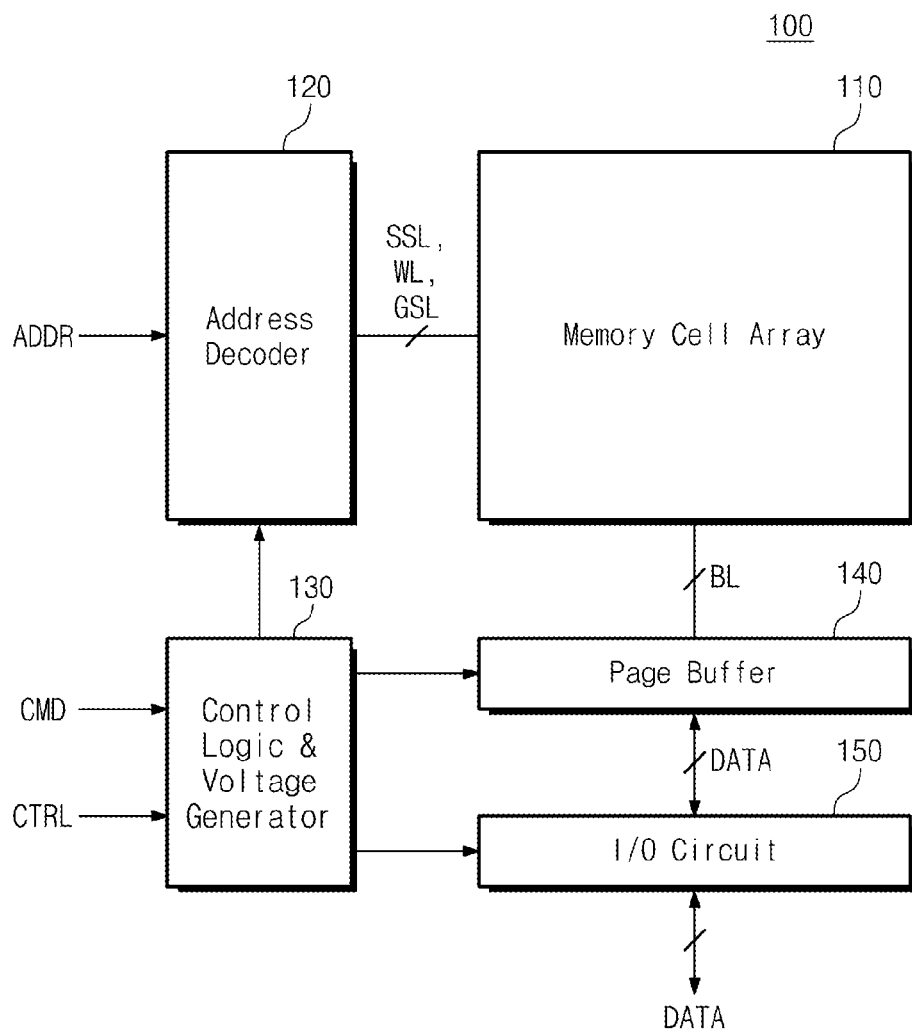 100
120
110
SSL,
WL,
GSL
ADDR
Address
Decoder
Memory Cell Array
130
BL
140
Page Buffer
CMD
Control
Logic &
Voltage
Generator
CTRL
DATA
150
I/O Circuit
DATA